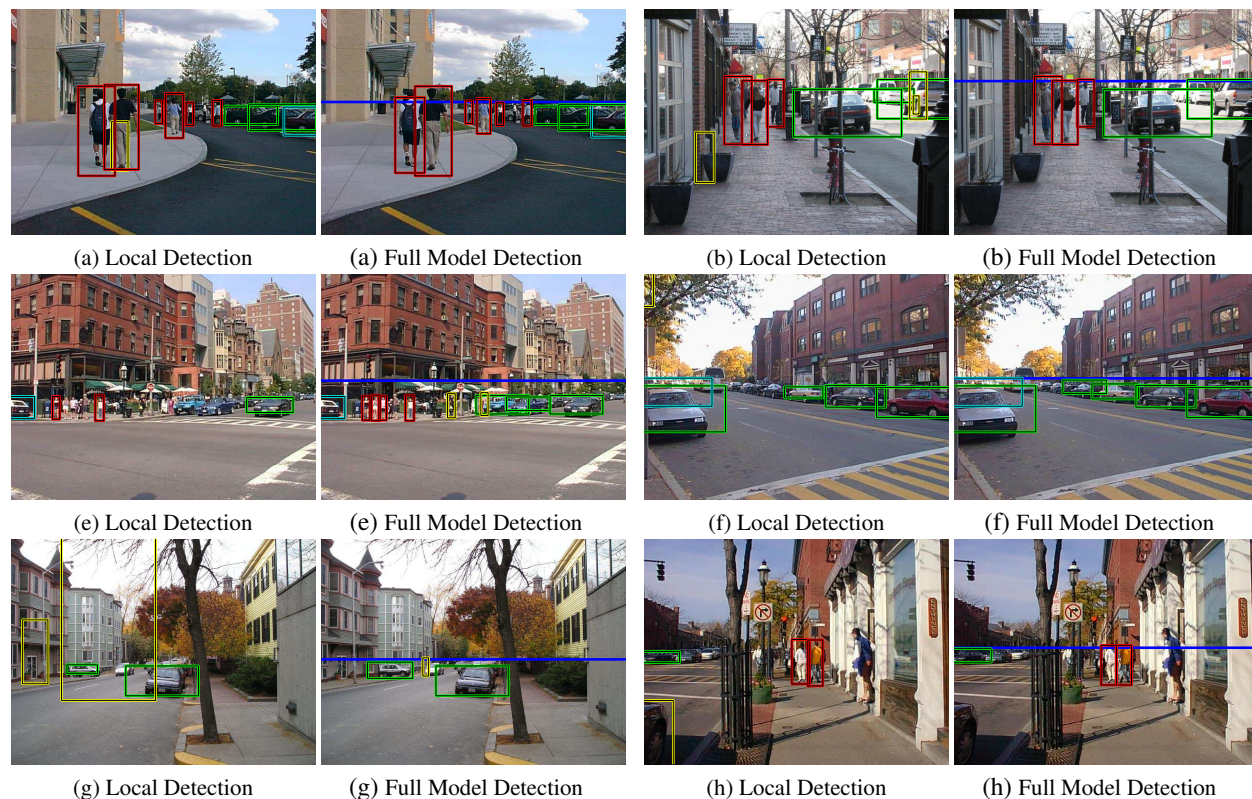 (a) Local Detection
(a) Full Model Detection
(b) Local Detection
(b) Full Model Detection
(e) Local Detection
(e) Full Model Detection
(f) Local Detection
(f) Full Model Detection
(g) Local Detection
(g) Full Model Detection
(h) Local Detection
(h) Full Model Detection